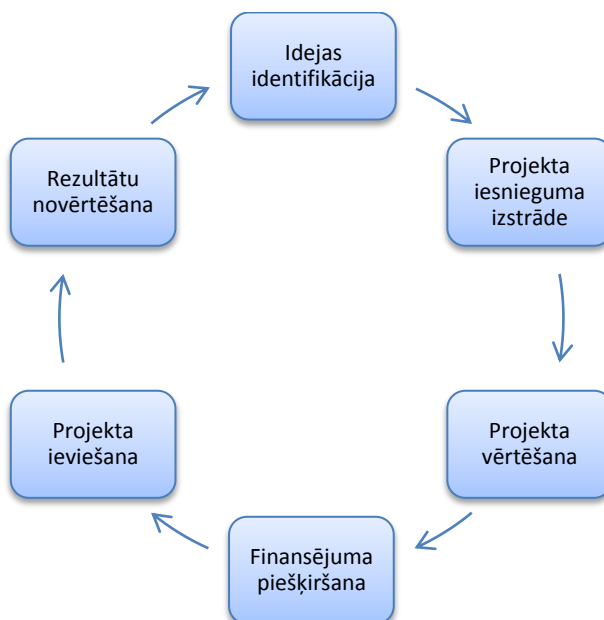 Idejas
identifikācija
Projekta
iesnieguma
izstrāde
Projekta
vērtēšana
Finansējuma
piešķiršana
Projekta
ieviešana
Rezultātu
novērtēšana